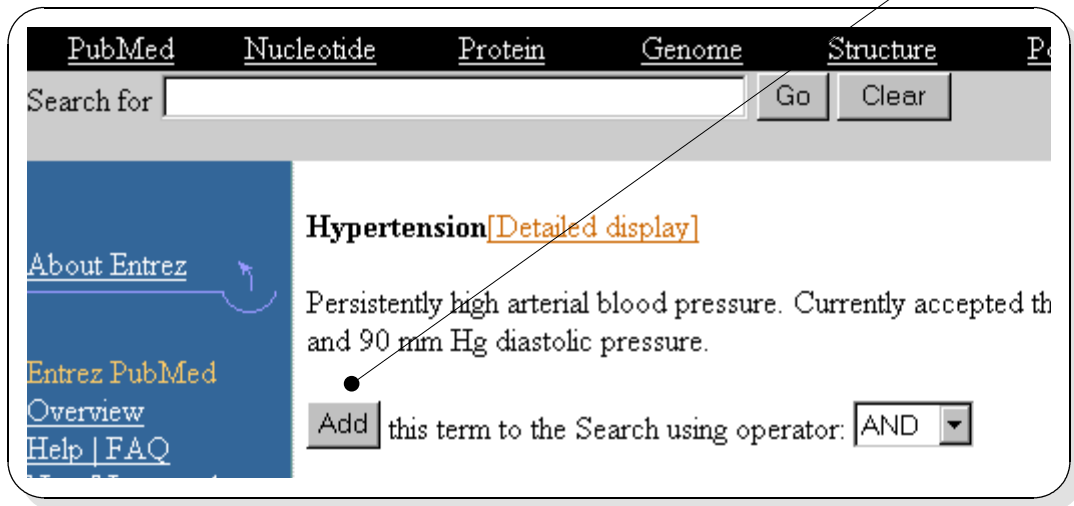 PubMed Nucleotide Protein Genome Structure
Search for Go Clear
Hypertension[Detailed display]
About Entrez
Persistently high arterial blood pressure. Currently accepted th
and 90 mm Hg diastolic pressure.
Entrez PubMed
Overview
Add this term to the Search using operator: AND
Help | FAQ